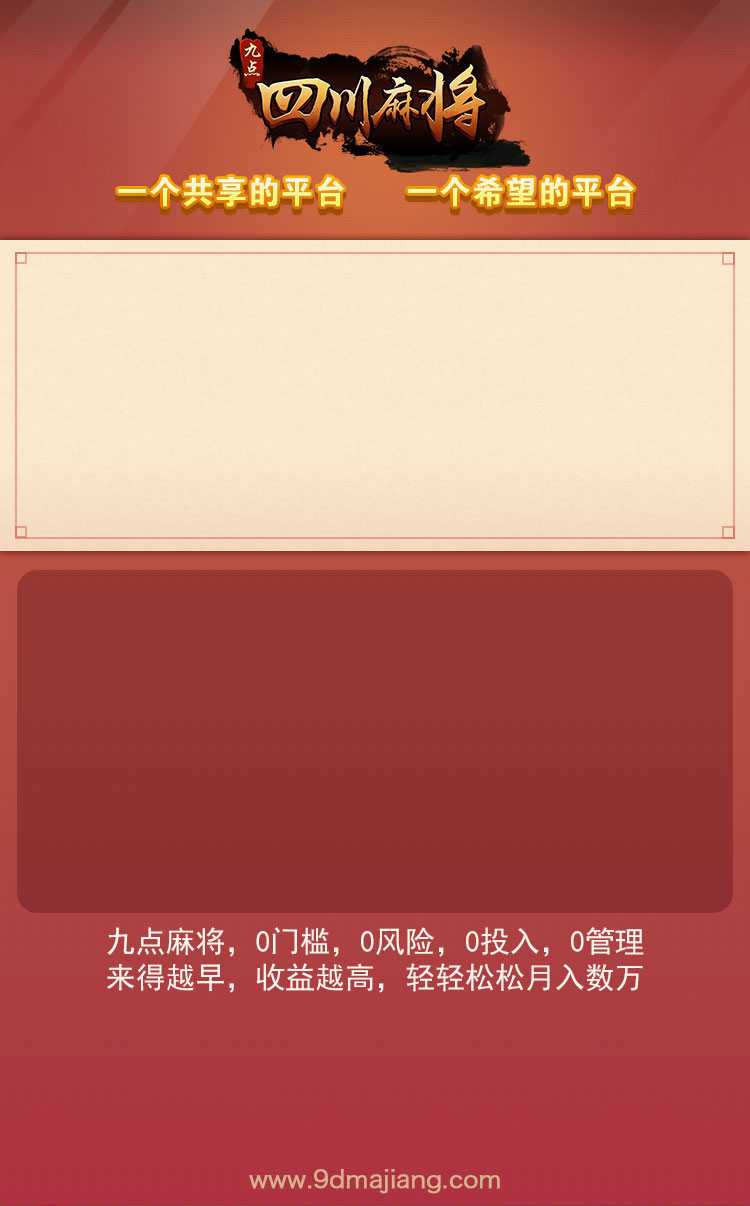 九点
四川麻将
一个共享的平台 一个希望的平台
九点麻将，0门槛，0风险，0投入，0管理
来得越早，收益越高，轻轻松松月入数万
www.9dmajiang.com